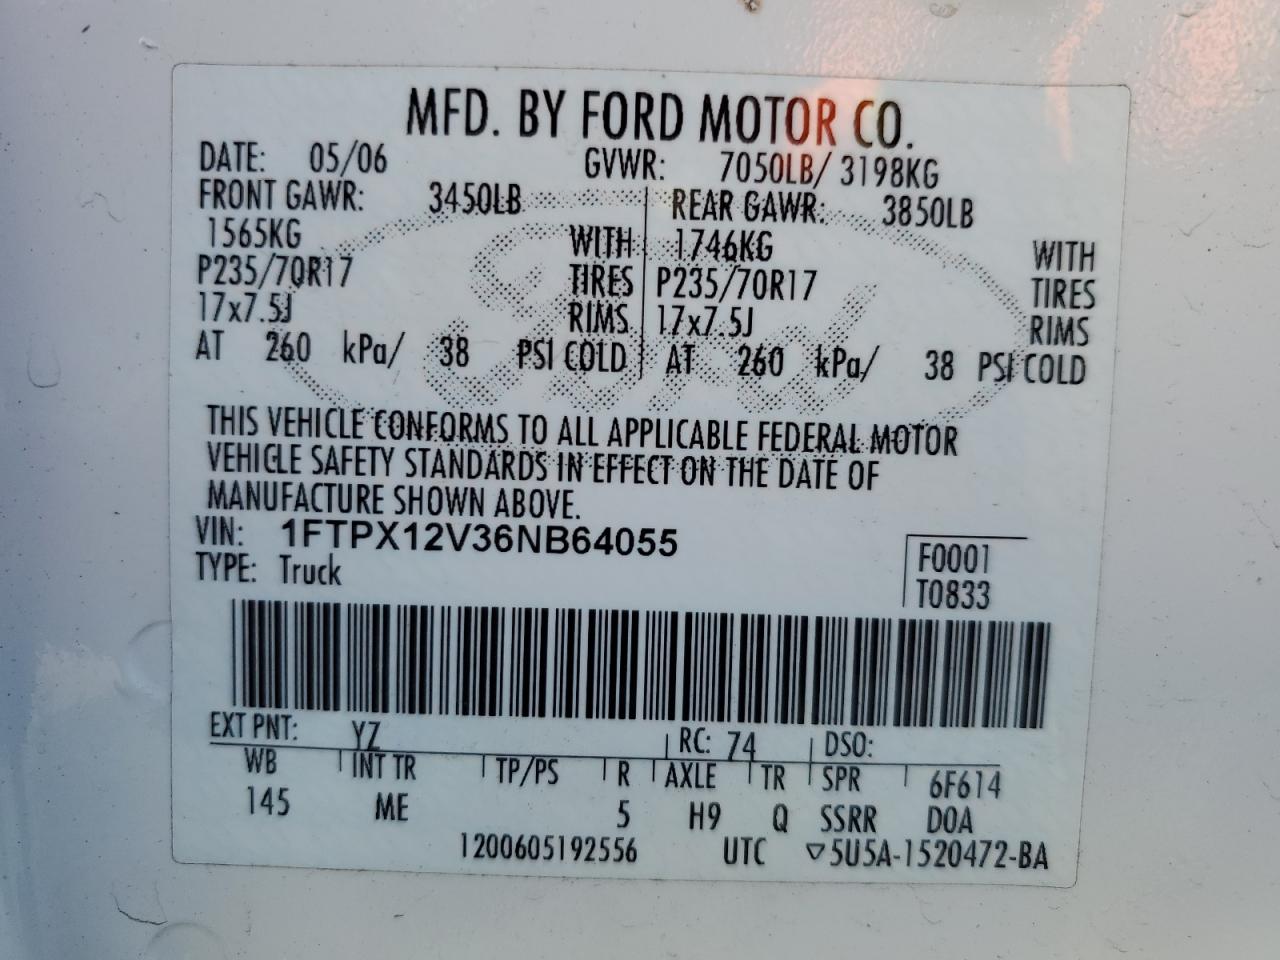 MFD. BY FORD MOTOR CO.
DATE: 05/06 GVWR: 7050LB/ 3198KG
FRONT GAWR: 3450LB REAR GAWR: 3850LB
1565KG WITH 1746KG WITH
P235/70R17 TIRES P235/70R17 TIRES
17x7.5J RIMS 17x7.5J RIMS
AT 260 kPa/ 38 PSI COLD AT 260 kPa/ 38 PSI COLD
Ford
THIS VEHICLE CONFORMS TO ALL APPLICABLE FEDERAL MOTOR
VEHICLE SAFETY STANDARDS IN EFFECT ON THE DATE OF
MANUFACTURE SHOWN ABOVE.
VIN: 1FTPX12V36NB64055
TYPE: Truck
F0001
T0833
EXT PNT: YZ RC: 74 DSO:
WB INT TR TP/PS R AXLE TR SPR 6F614
145 ME 5 H9 Q SSRR DOA
1200605192556 UTC ▽5U5A-1520472-BA